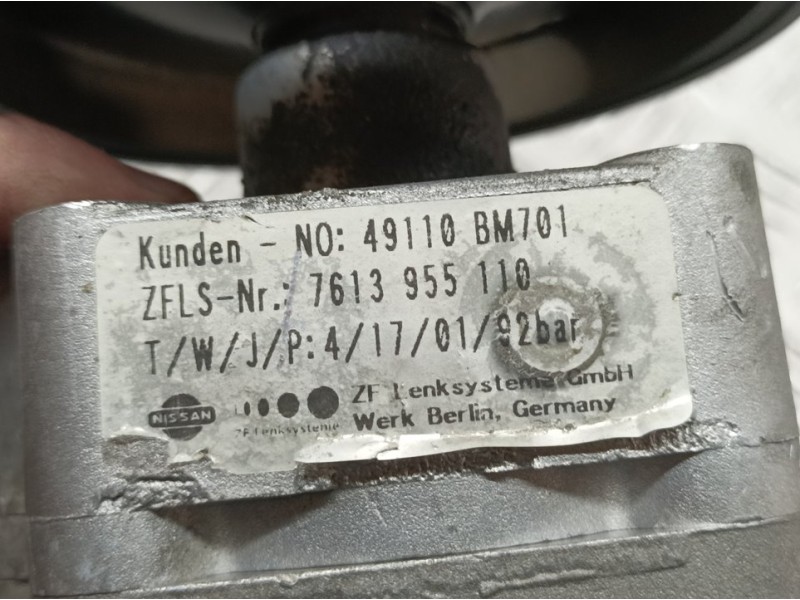 Kunden - NO: 49110 BM701
ZFLS-Nr.: 7613 955 110
T/W/J/P: 4/17/01/92bar
NISSAN
ZF Lenksysteme
ZF Lenksysteme GmbH
Werk Berlin, Germany